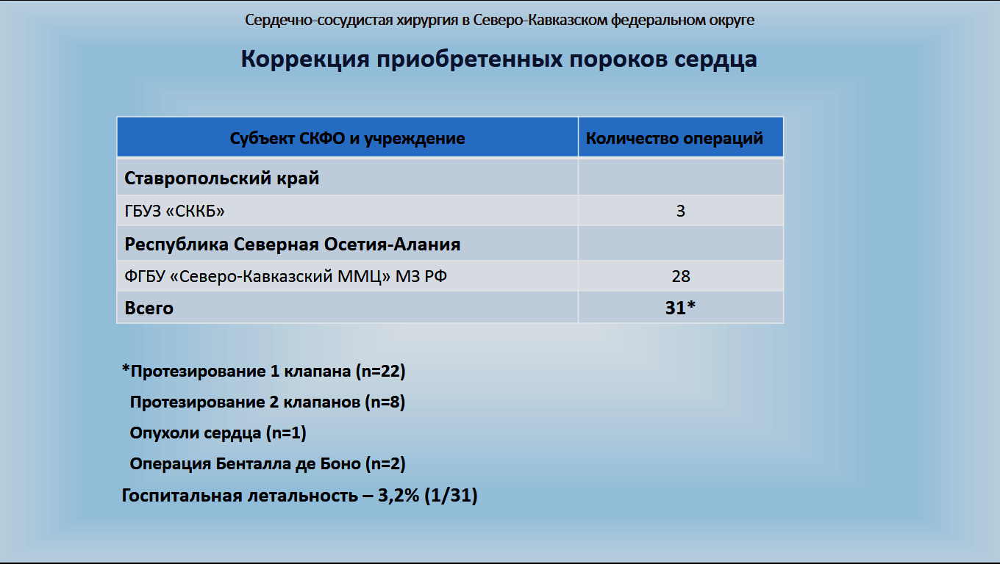 Сердечно-сосудистая хирургия в Северо-Кавказском федеральном округе
Коррекция приобретенных пороков сердца
Субъект СКФО и учреждение Количество операций
Ставропольский край
ГБУЗ «СККБ» 3
Республика Северная Осетия-Алания
ФГБУ «Северо-Кавказский ММЦ» МЗ РФ 28
Всего 31*
*Протезирование 1 клапана (n=22)
Протезирование 2 клапанов (n=8)
Опухоли сердца (n=1)
Операция Бенталла де Боно (n=2)
Госпитальная летальность – 3,2% (1/31)